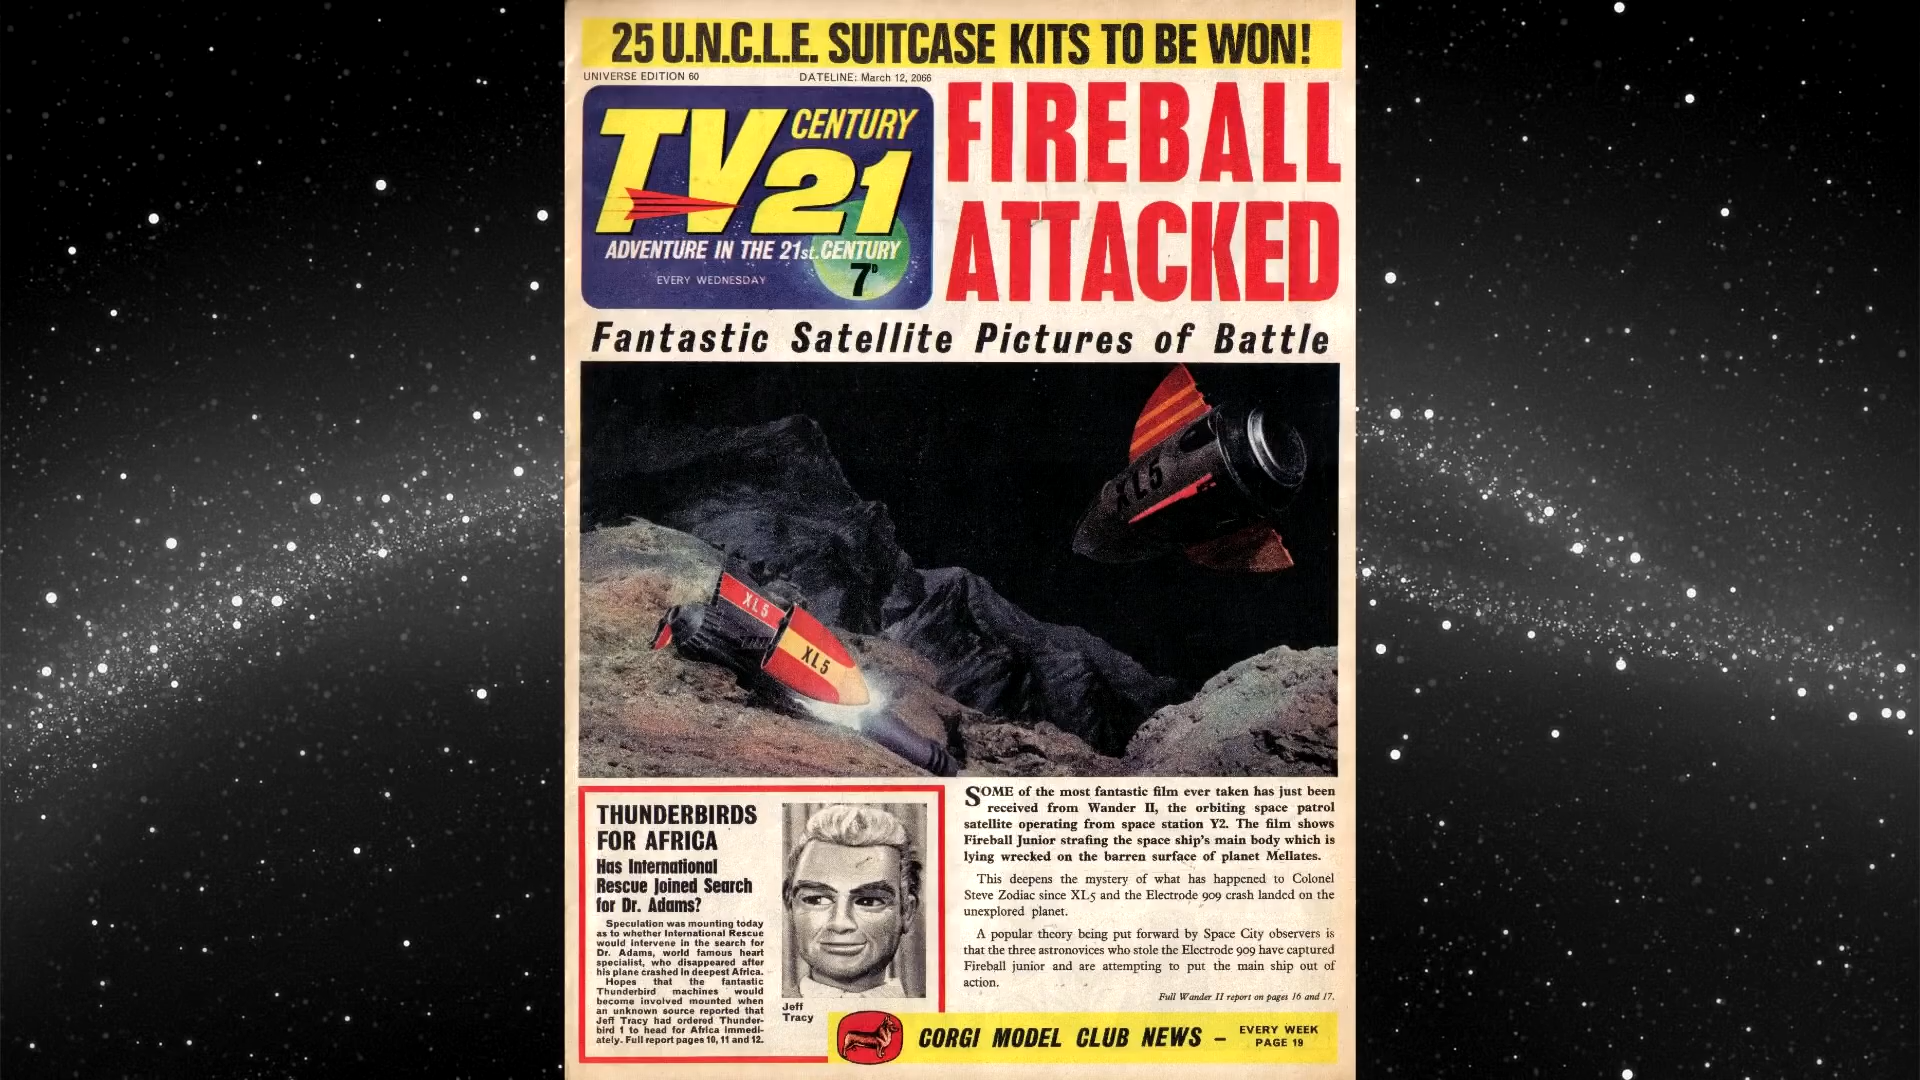 25 U.N.C.L.E. SUITCASE KITS TO BE WON!
UNIVERSE EDITION 60
DATELINE: March 12, 2066
TV CENTURY
21
ADVENTURE IN THE 21st. CENTURY
EVERY WEDNESDAY
7D
FIREBALL
ATTACKED
Fantastic Satellite Pictures of Battle
XL5
XL5
XL5
THUNDERBIRDS
FOR AFRICA
Has International
Rescue Joined Search
for Dr. Adams?
Speculation was mounting today
as to whether International Rescue
would intervene in the search for
Dr. Adams, world famous heart
specialist, who disappeared after
his plane crashed in deepest Africa.
Hopes that the fantastic
Thunderbird machines would
become involved mounted when
an unknown source reported that
Jeff Tracy had ordered Thunder-
bird 1 to head for Africa immedi-
ately. Full report pages 10, 11 and 12.
Jeff
Tracy
SOME of the most fantastic film ever taken has just been
received from Wander II, the orbiting space patrol
satellite operating from space station Y2. The film shows
Fireball Junior strafing the space ship's main body which is
lying wrecked on the barren surface of planet Mellates.
This deepens the mystery of what has happened to Colonel
Steve Zodiac since XL5 and the Electrode 909 crash landed on the
unexplored planet.
A popular theory being put forward by Space City observers is
that the three astronovices who stole the Electrode 909 have captured
Fireball junior and are attempting to put the main ship out of
action.
Full Wander II report on pages 16 and 17.
CORGI MODEL CLUB NEWS –
EVERY WEEK
PAGE 19